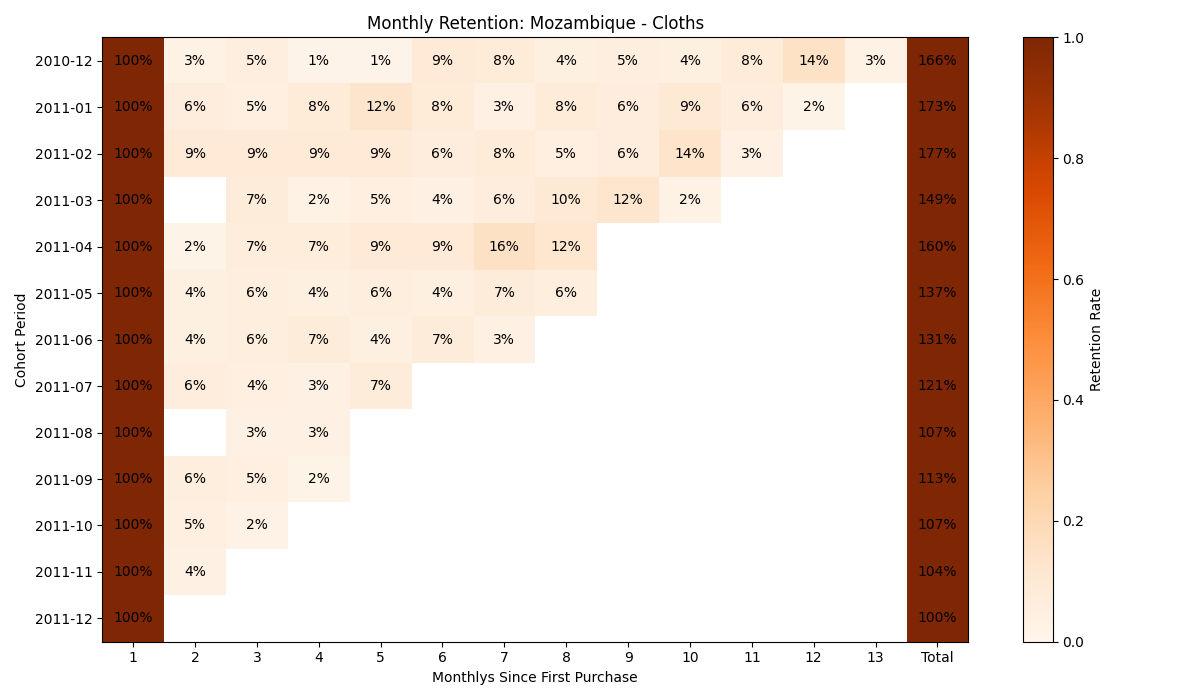 Monthly Retention: Mozambique - Cloths
2010-12 100% 3% 5% 1% 1% 9% 8% 4% 5% 4% 8% 14% 3% 166%
2011-01 100% 6% 5% 8% 12% 8% 3% 8% 6% 9% 6% 2% 173%
2011-02 100% 9% 9% 9% 9% 6% 8% 5% 6% 14% 3% 177%
2011-03 100% 7% 2% 5% 4% 6% 10% 12% 2% 149%
2011-04 100% 2% 7% 7% 9% 9% 16% 12% 160%
2011-05 100% 4% 6% 4% 6% 4% 7% 6% 137%
2011-06 100% 4% 6% 7% 4% 7% 3% 131%
2011-07 100% 6% 4% 3% 7% 121%
2011-08 100% 3% 3% 107%
2011-09 100% 6% 5% 2% 113%
2011-10 100% 5% 2% 107%
2011-11 100% 4% 104%
2011-12 100% 100%
1 2 3 4 5 6 7 8 9 10 11 12 13 Total
Monthlys Since First Purchase
Cohort Period
1.0
0.8
0.6
0.4
0.2
0.0
Retention Rate